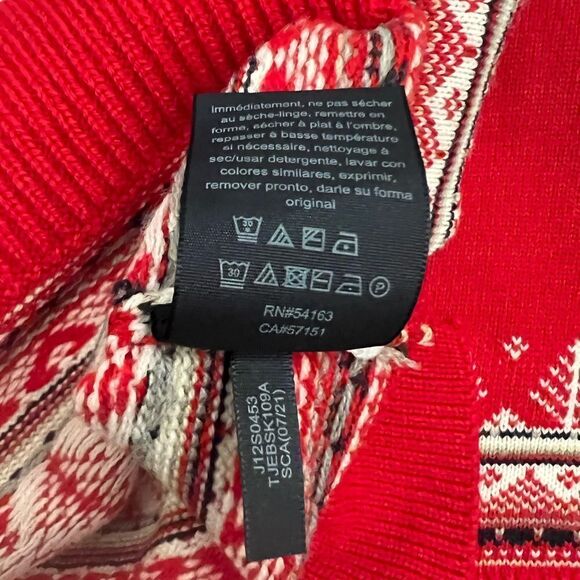 Immédiatement, ne pas sécher
au sèche-linge, remettre en
forme, sécher à plat à l'ombre,
repasser à basse température
si nécessaire, nettoyage à
sec/usar detergente, lavar con
colores similares, exprimir,
remover pronto, darle su forma
original
30
30 P
RN#54163
CA#57151
J12S0453
TJEBSK109A
SCA(07/21)